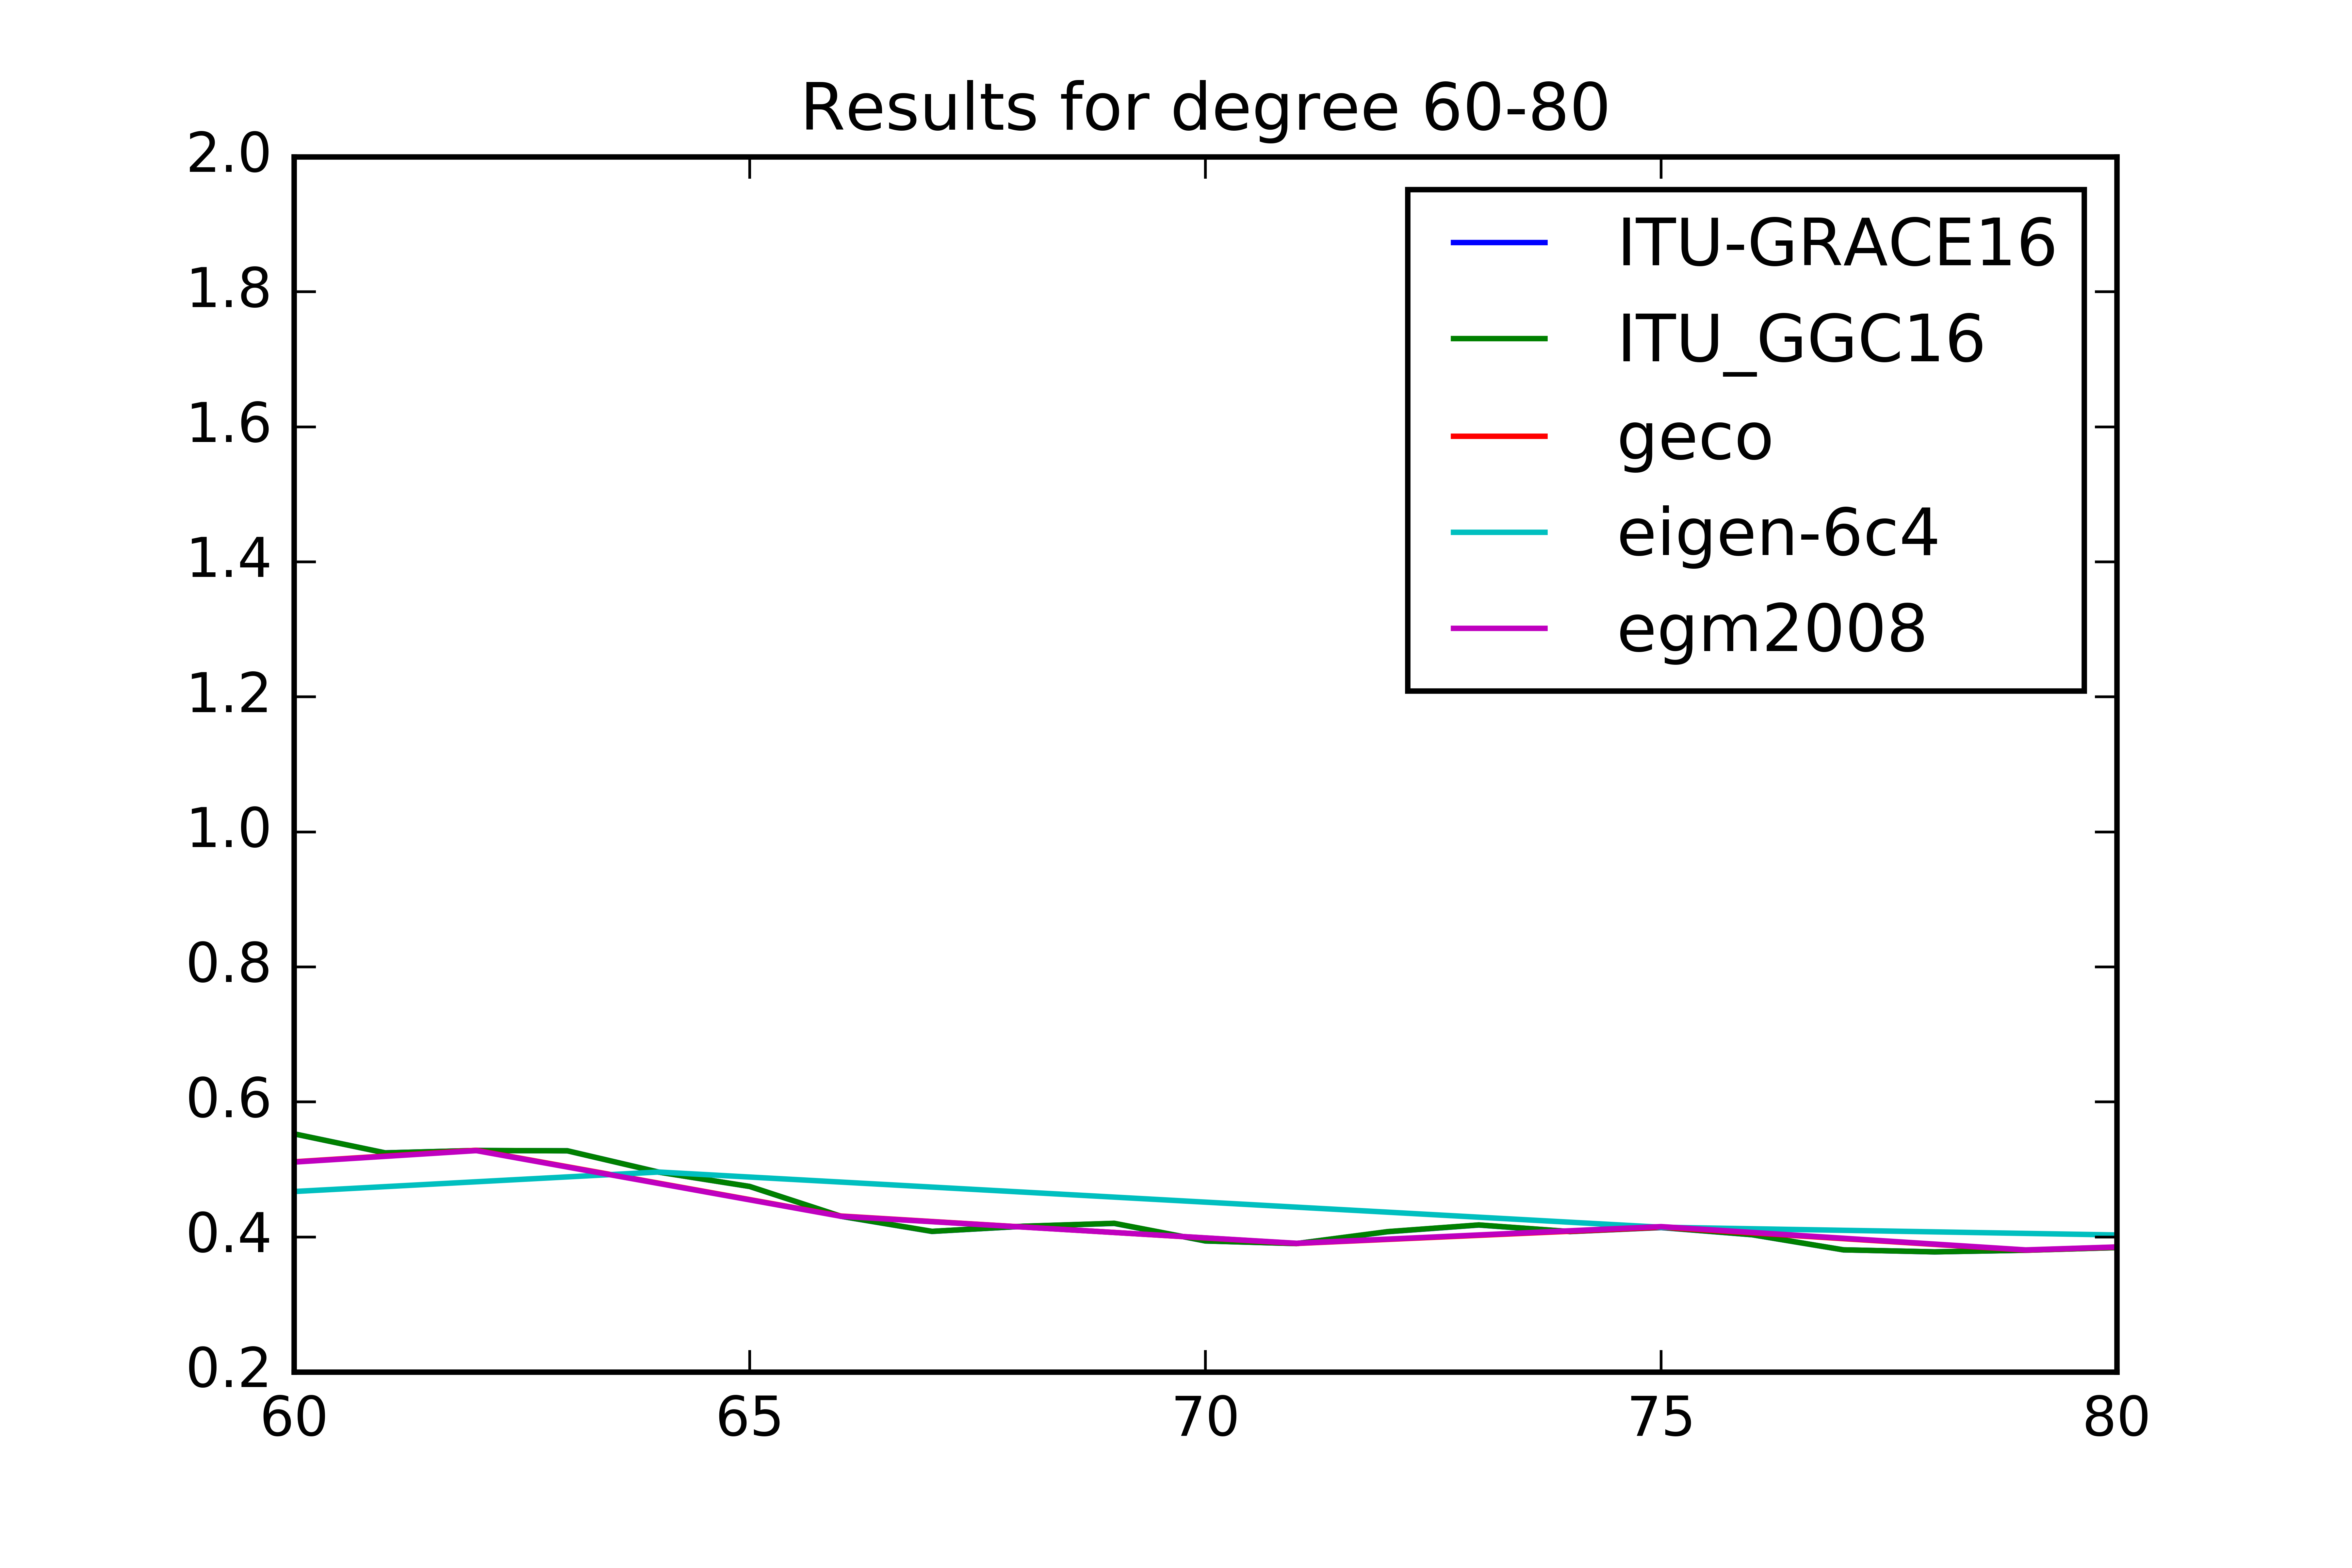 Results for degree 60-80
2.0
1.8
1.6
1.4
1.2
1.0
0.8
0.6
0.4
0.2
60 65 70 75 80
ITU-GRACE16
ITU_GGC16
geco
eigen-6c4
egm2008